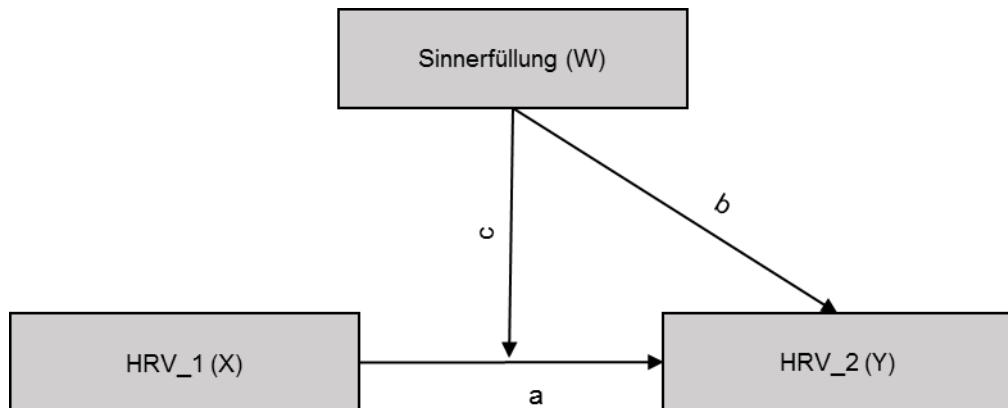 Sinnerfüllung (W)
b
c
HRV_1 (X)
HRV_2 (Y)
a